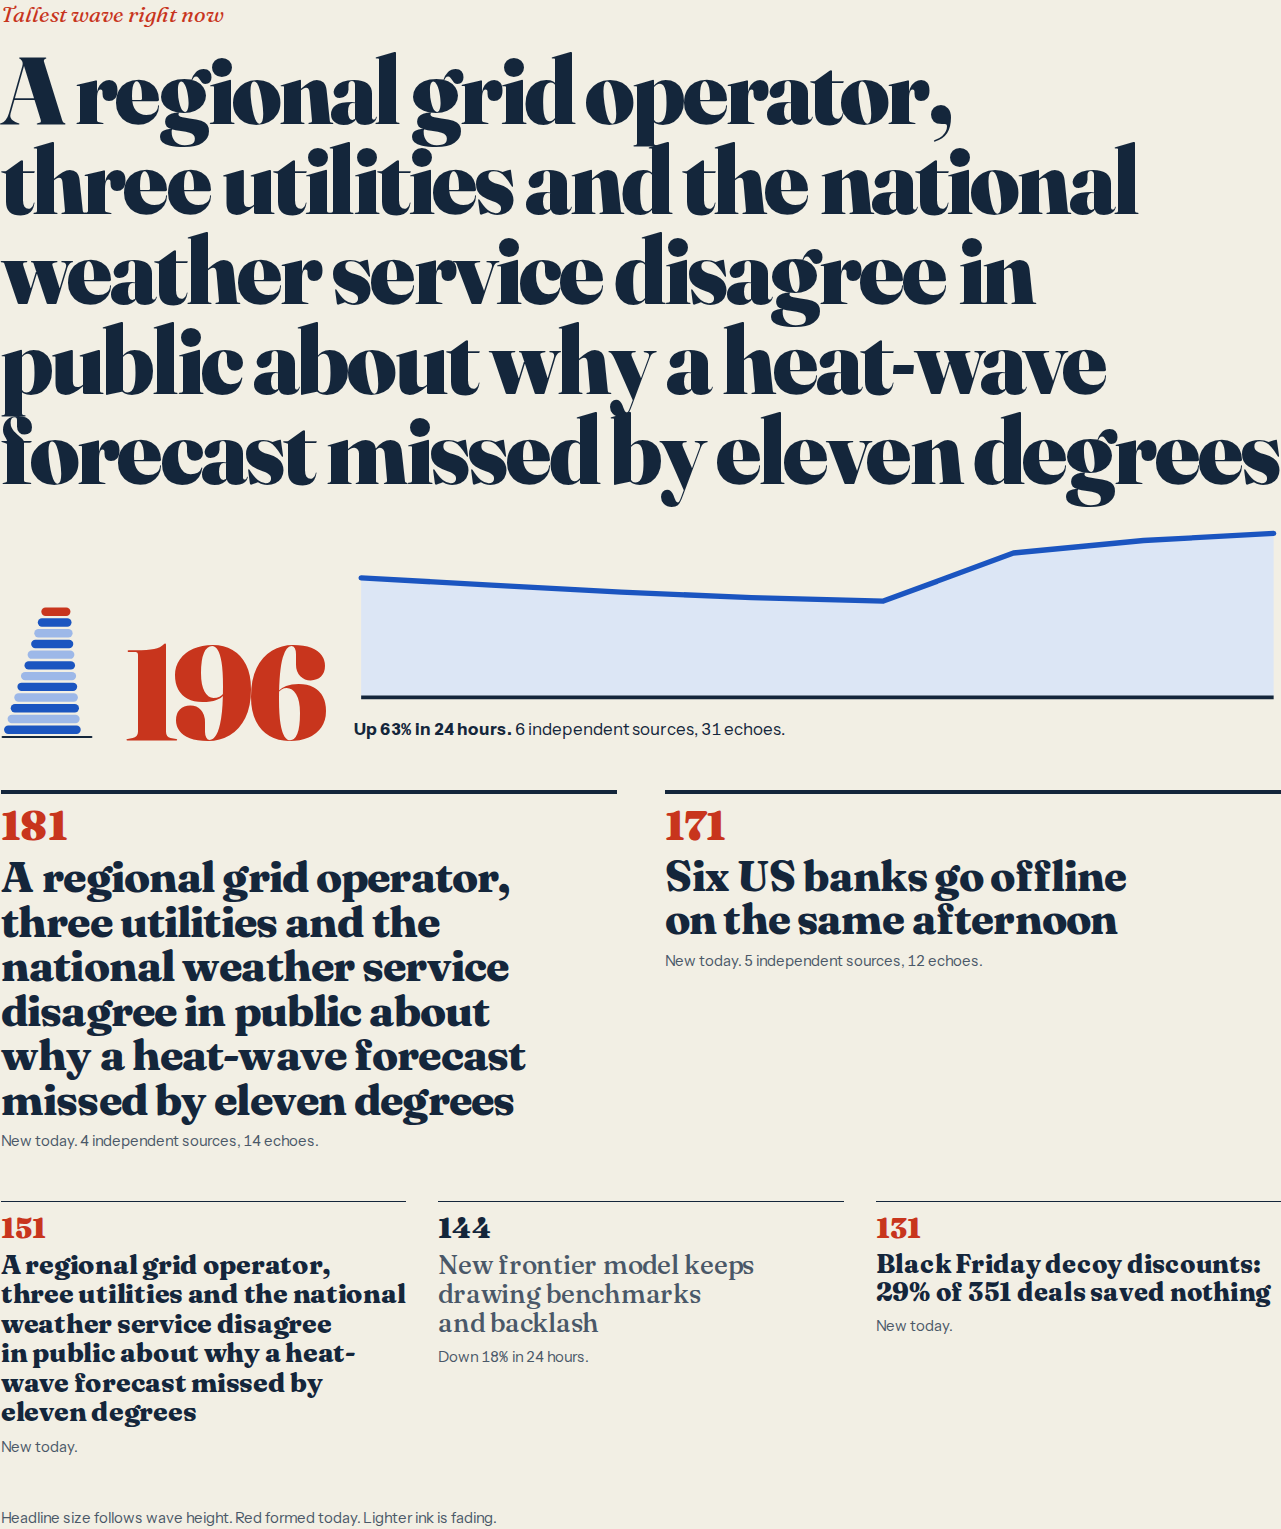 Tallest wave right now
A regional grid operator,
three utilities and the national
weather service disagree in
public about why a heat-wave
forecast missed by eleven degrees
196
Up 63% in 24 hours. 6 independent sources, 31 echoes.
181
A regional grid operator,
three utilities and the
national weather service
disagree in public about
why a heat-wave forecast
missed by eleven degrees
New today. 4 independent sources, 14 echoes.
171
Six US banks go offline
on the same afternoon
New today. 5 independent sources, 12 echoes.
151
A regional grid operator,
three utilities and the national
weather service disagree
in public about why a heat-
wave forecast missed by
eleven degrees
New today.
144
New frontier model keeps
drawing benchmarks
and backlash
Down 18% in 24 hours.
131
Black Friday decoy discounts:
29% of 351 deals saved nothing
New today.
Headline size follows wave height. Red formed today. Lighter ink is fading.